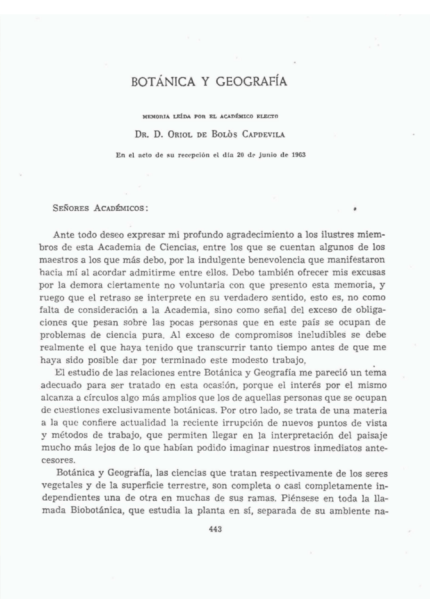 BOTÁNICA Y GEOGRAFÍA
MEMORIA LEÍDA POR EL ACADÉMICO ELECTO
DR. D. ORIOL DE BOLÒS CAPDEVILA
En el acto de su recepción el día 20 de junio de 1963
SEÑORES ACADÉMICOS:
Ante todo deseo expresar mi profundo agradecimiento a los ilustres miem-
bros de esta Academia de Ciencias, entre los que se cuentan algunos de los
maestros a los que más debo, por la indulgente benevolencia que manifestaron
hacia mí al acordar admitirme entre ellos. Debo también ofrecer mis excusas
por la demora ciertamente no voluntaria con que presento esta memoria, y
ruego que el retraso se interprete en su verdadero sentido, esto es, no como
falta de consideración a la Academia, sino como señal del exceso de obliga-
ciones que pesan sobre las pocas personas que en este país se ocupan de
problemas de ciencia pura. Al exceso de compromisos ineludibles se debe
realmente el que haya tenido que transcurrir tanto tiempo antes de que me
haya sido posible dar por terminado este modesto trabajo,
El estudio de las relaciones entre Botánica y Geografía me pareció un tema
adecuado para ser tratado en esta ocasión, porque el interés por el mismo
alcanza a círculos algo más amplios que los de aquellas personas que se ocupan
de cuestiones exclusivamente botánicas. Por otro lado, se trata de una materia
a la que confiere actualidad la reciente irrupción de nuevos puntos de vista
y métodos de trabajo, que permiten llegar en la interpretación del paisaje
mucho más lejos de lo que habían podido imaginar nuestros inmediatos ante-
cesores.
Botánica y Geografía, las ciencias que tratan respectivamente de los seres
vegetales y de la superficie terrestre, son completa o casi completamente in-
dependientes una de otra en muchas de sus ramas. Piénsese en toda la lla-
mada Biobotánica, que estudia la planta en sí, separada de su ambiente na-
443